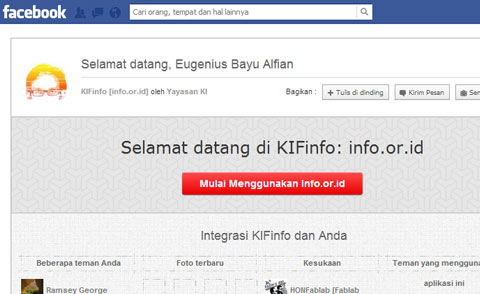 facebook Cari orang, tempat dan hal lainnya
Selamat datang, Eugenius Bayu Alfian
KIFinfo [info.or.id] oleh Yayasan KI
Bagikan : + Tulis di dinding Kirim Pesan
Selamat datang di KIFinfo: info.or.id
Mulai Menggunakan Info.or.id
Integrasi KIFinfo dan Anda
Beberapa teman Anda Foto terbaru Kesukaan Teman yang menggun
aplikasi ini
Ramsey George HONFablab [Fablab